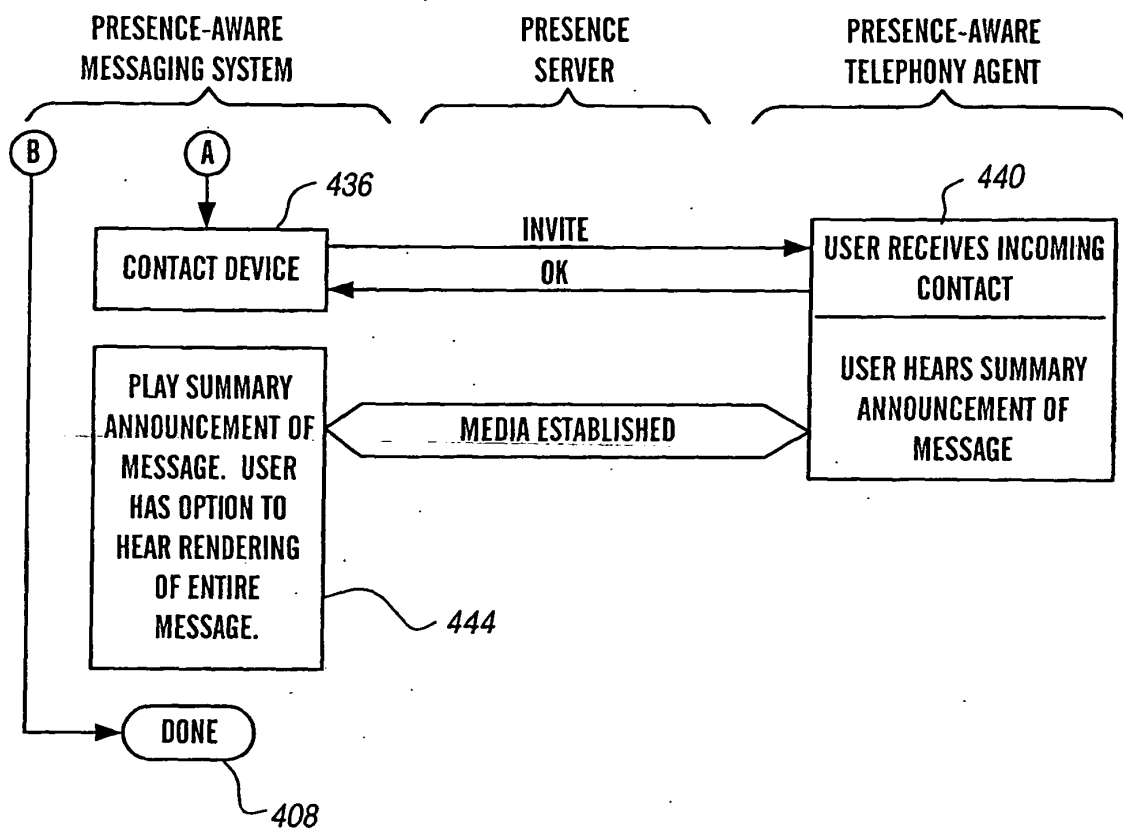 PRESENCE-AWARE
MESSAGING SYSTEM
PRESENCE
SERVER
PRESENCE-AWARE
TELEPHONY AGENT
B
A
436
440
CONTACT DEVICE
INVITE
OK
USER RECEIVES INCOMING
CONTACT
USER HEARS SUMMARY
ANNOUNCEMENT OF
MESSAGE
PLAY SUMMARY
ANNOUNCEMENT OF
MESSAGE. USER
HAS OPTION TO
HEAR RENDERING
OF ENTIRE
MESSAGE.
MEDIA ESTABLISHED
444
DONE
408